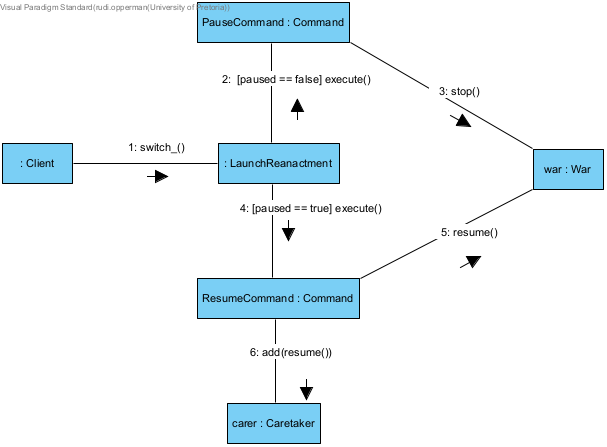 Visual Paradigm Standard(rudi.opperman(University of Pretoria))
PauseCommand : Command
2: [paused == false] execute()
3: stop()
1: switch_()
: Client
: LaunchReanactment
war : War
4: [paused == true] execute()
5: resume()
ResumeCommand : Command
6: add(resume())
carer : Caretaker